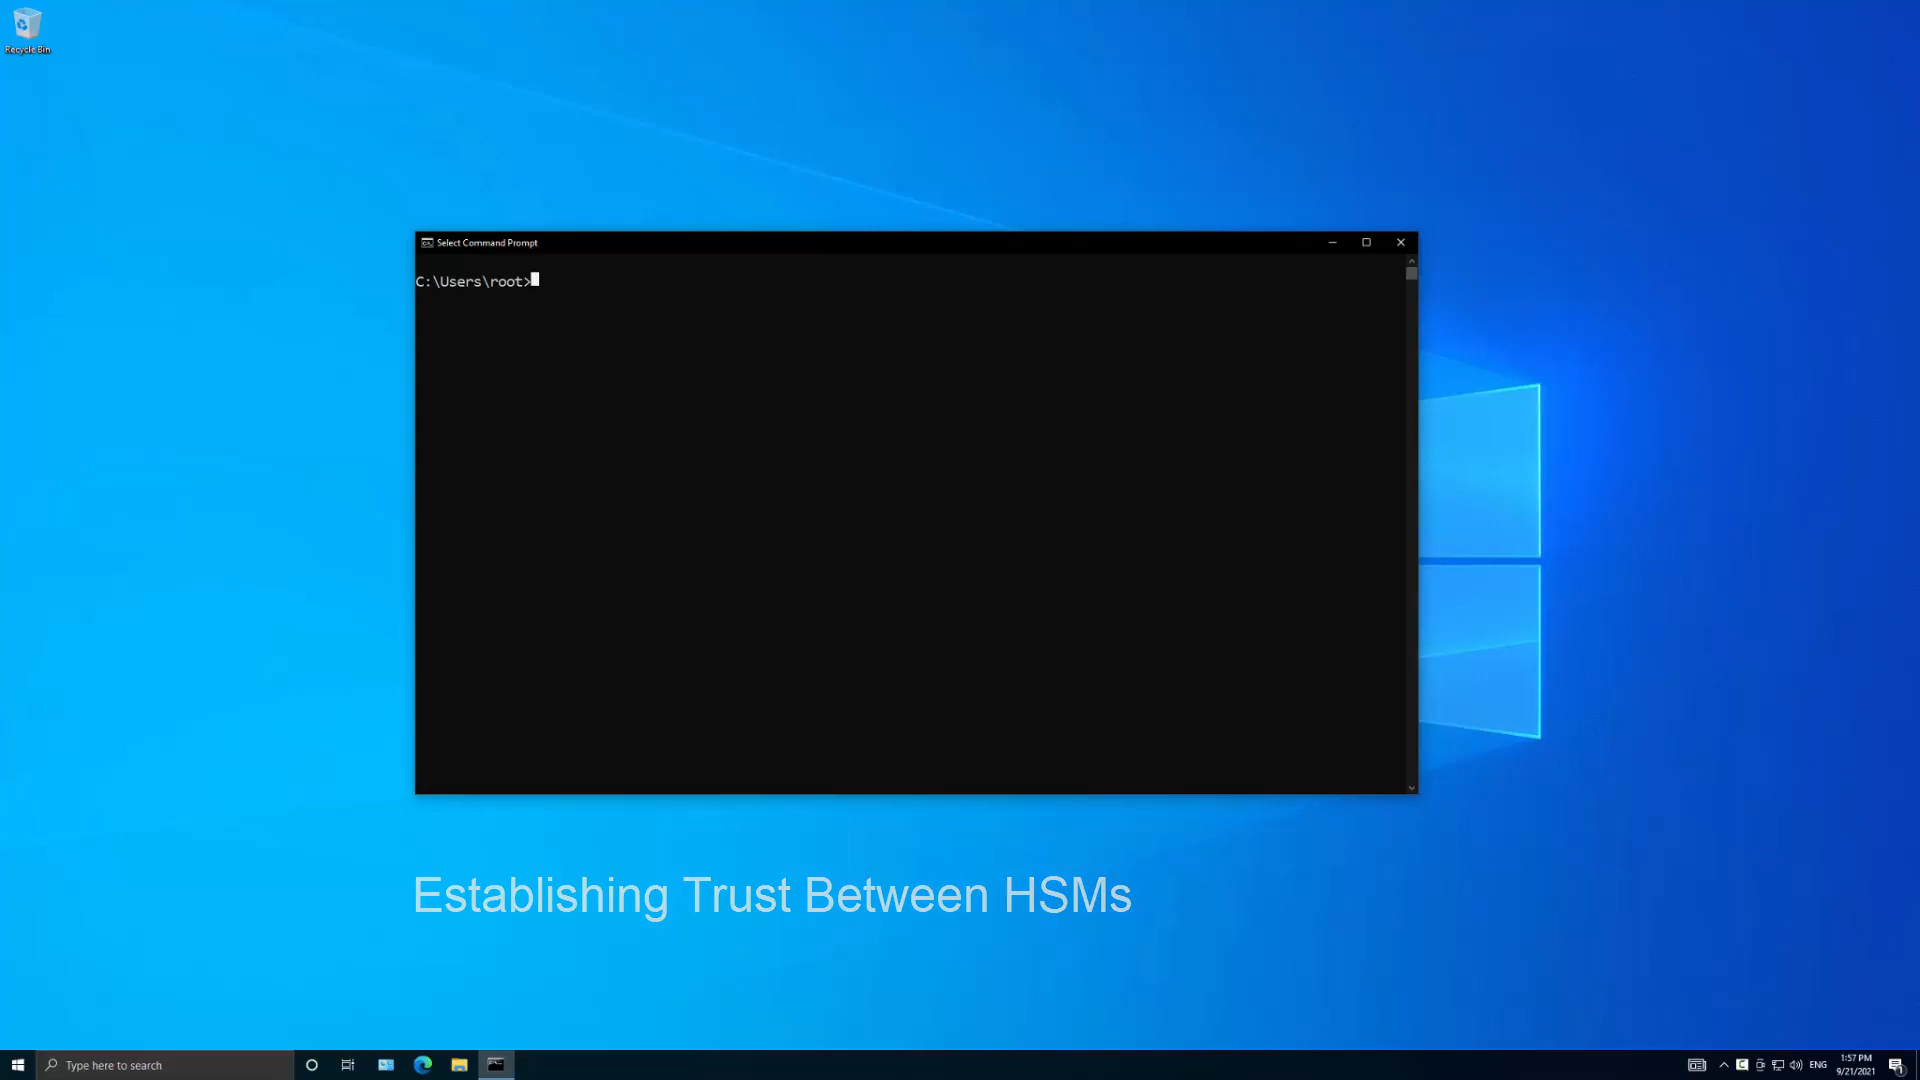 Recycle Bin
Select Command Prompt
C:\Users\root>
Establishing Trust Between HSMs
Type here to search
ENG
1:57 PM
9/21/2021